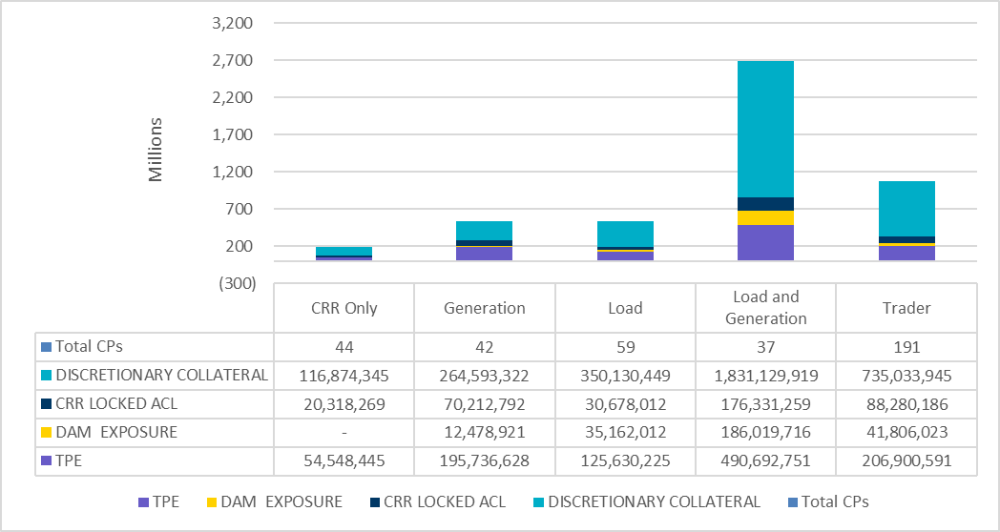 3,200
2,700
2,200
1,700
1,200
700
200
(300)
Millions
CRR Only Generation Load Load and Generation Trader
Total CPs 44 42 59 37 191
DISCRETIONARY COLLATERAL 116,874,345 264,593,322 350,130,449 1,831,129,919 735,033,945
CRR LOCKED ACL 20,318,269 70,212,792 30,678,012 176,331,259 88,280,186
DAM EXPOSURE - 12,478,921 35,162,012 186,019,716 41,806,023
TPE 54,548,445 195,736,628 125,630,225 490,692,751 206,900,591
TPE DAM EXPOSURE CRR LOCKED ACL DISCRETIONARY COLLATERAL Total CPs